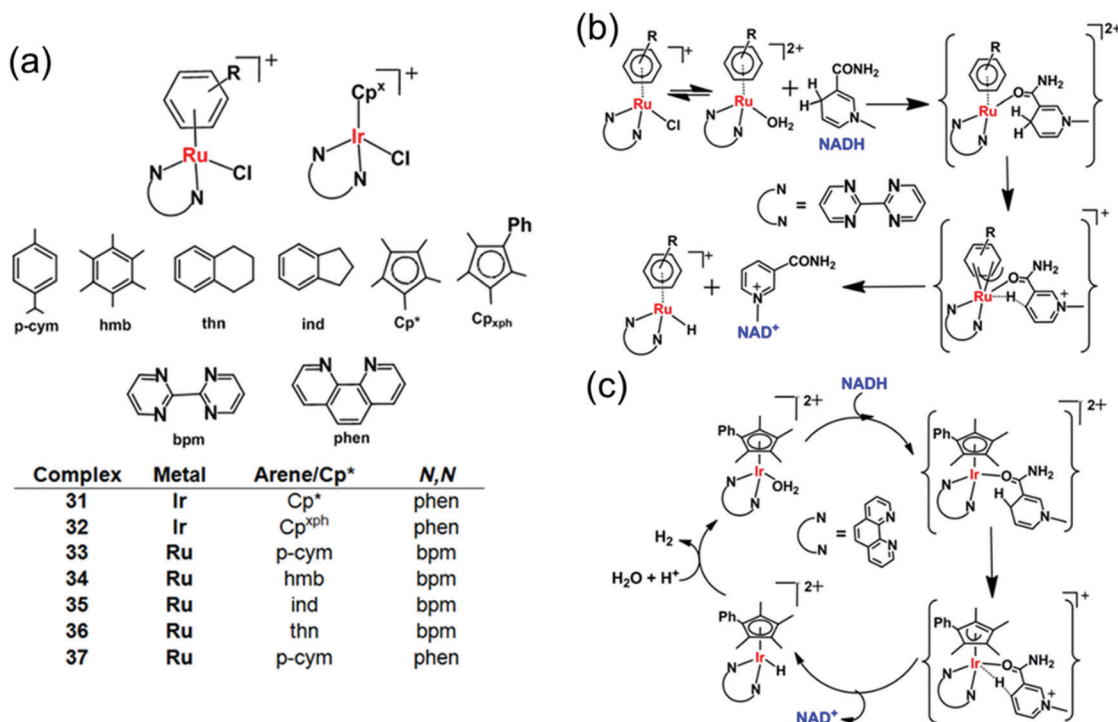 (a)
R
]+
Ru
N
N
Cl
Cpx
]+
Ir
N
N
Cl
p-cym
hmb
thn
ind
Cp*
Ph
Cpxph
N
N
N
N
bpm
N
N
phen
Complex Metal Arene/Cp* N,N
31 Ir Cp* phen
32 Ir Cpxph phen
33 Ru p-cym bpm
34 Ru hmb bpm
35 Ru ind bpm
36 Ru thn bpm
37 Ru p-cym phen
(b)
R
]+
Ru
N
N
Cl
R
]2+
Ru
N
N
OH2
+
H
H
CONH2
N
NADH
R
Ru
N
N
O
NH2
H
H
N
2+
N
N
=
N
N
N
N
R
Ru
N
N
O
NH2
H
N
+
+
R
]+
Ru
N
N
H
+
CONH2
N
+
NAD+
(c)
NADH
]2+
Ph
Ir
N
N
OH2
Ph
Ir
N
N
O
NH2
H
H
N
2+
N
N
=
N
N
H2
H2O + H+
]2+
Ph
Ir
N
N
H
NAD+
Ph
Ir
N
N
O
NH2
H
N
+
+